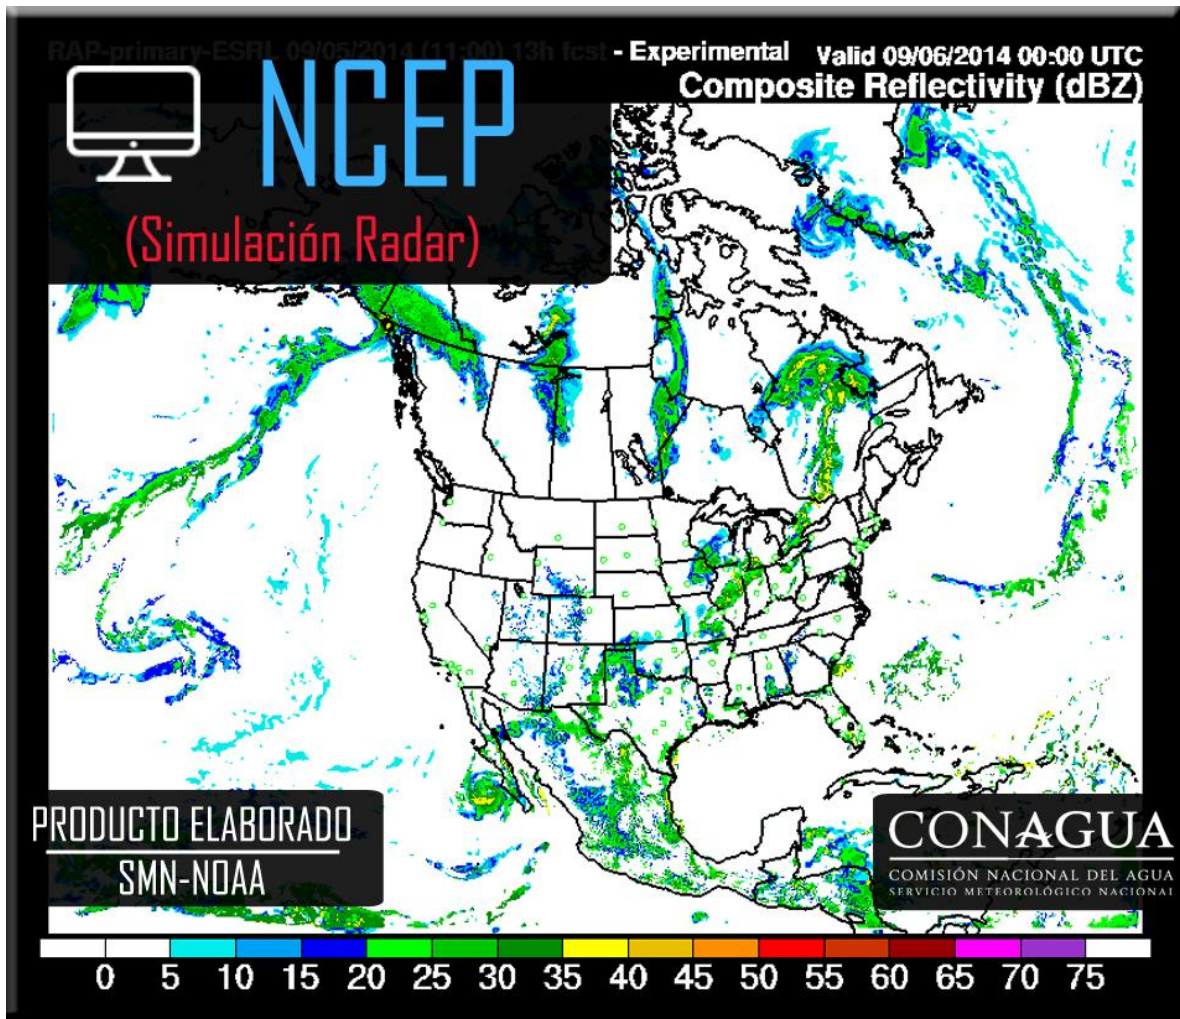 RAP-primary-ESRL 09/05/2014 (11:00) 13h fcst - Experimental Valid 09/06/2014 00:00 UTC
Composite Reflectivity (dBZ)
NCEP
(Simulación Radar)
PRODUCTO ELABORADO
SMN-NOAA
CONAGUA
COMISIÓN NACIONAL DEL AGUA
SERVICIO METEOROLÓGICO NACIONAL
0 5 10 15 20 25 30 35 40 45 50 55 60 65 70 75